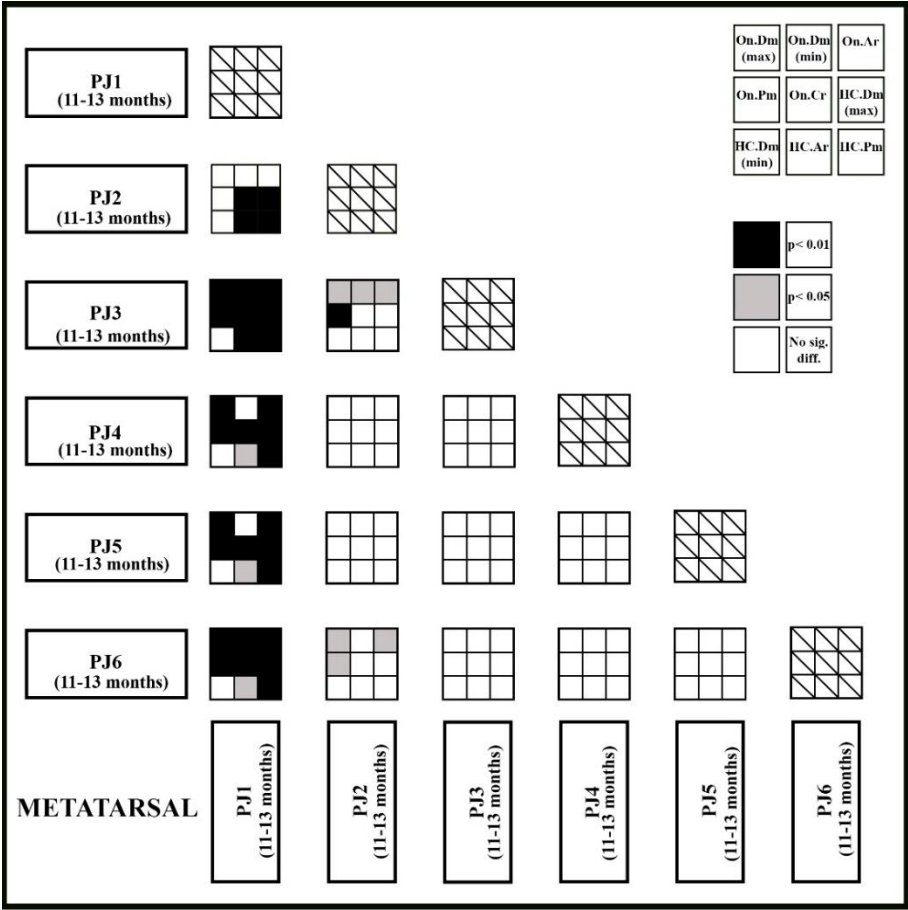 PJ1
(11-13 months)
On.Dm (max)
On.Dm (min)
On.Ar
On.Pm
On.Cr
HC.Dm (max)
HC.Dm (min)
HC.Ar
HC.Pm
PJ2
(11-13 months)
p< 0.01
PJ3
(11-13 months)
p< 0.05
No sig. diff.
PJ4
(11-13 months)
PJ5
(11-13 months)
PJ6
(11-13 months)
METATARSAL
PJ1
(11-13 months)
PJ2
(11-13 months)
PJ3
(11-13 months)
PJ4
(11-13 months)
PJ5
(11-13 months)
PJ6
(11-13 months)